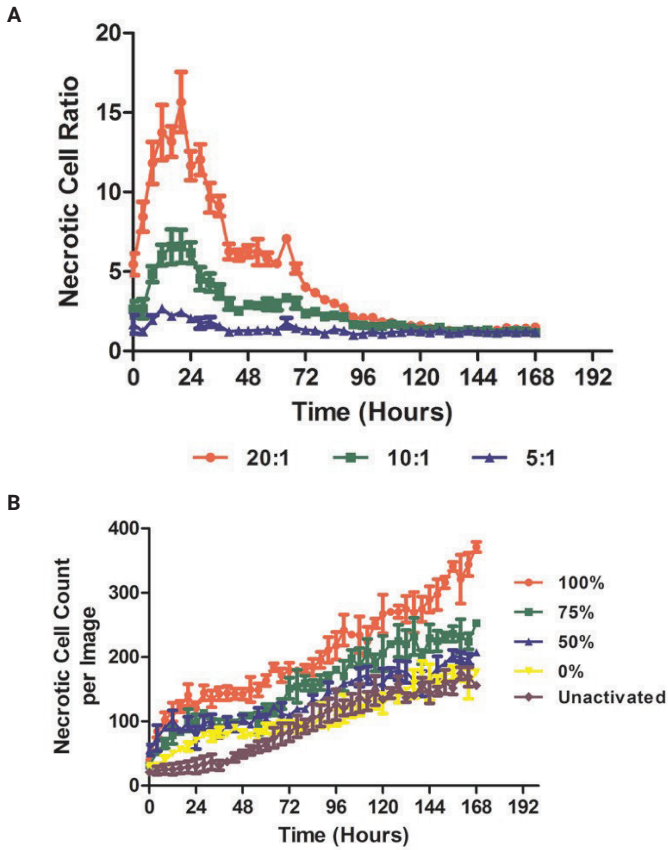 A
Necrotic Cell Ratio
20
15
10
5
0
0 24 48 72 96 120 144 168 192
Time (Hours)
20:1 10:1 5:1
B
Necrotic Cell Count
per Image
400
300
200
100
0
0 24 48 72 96 120 144 168 192
Time (Hours)
100%
75%
50%
0%
Unactivated